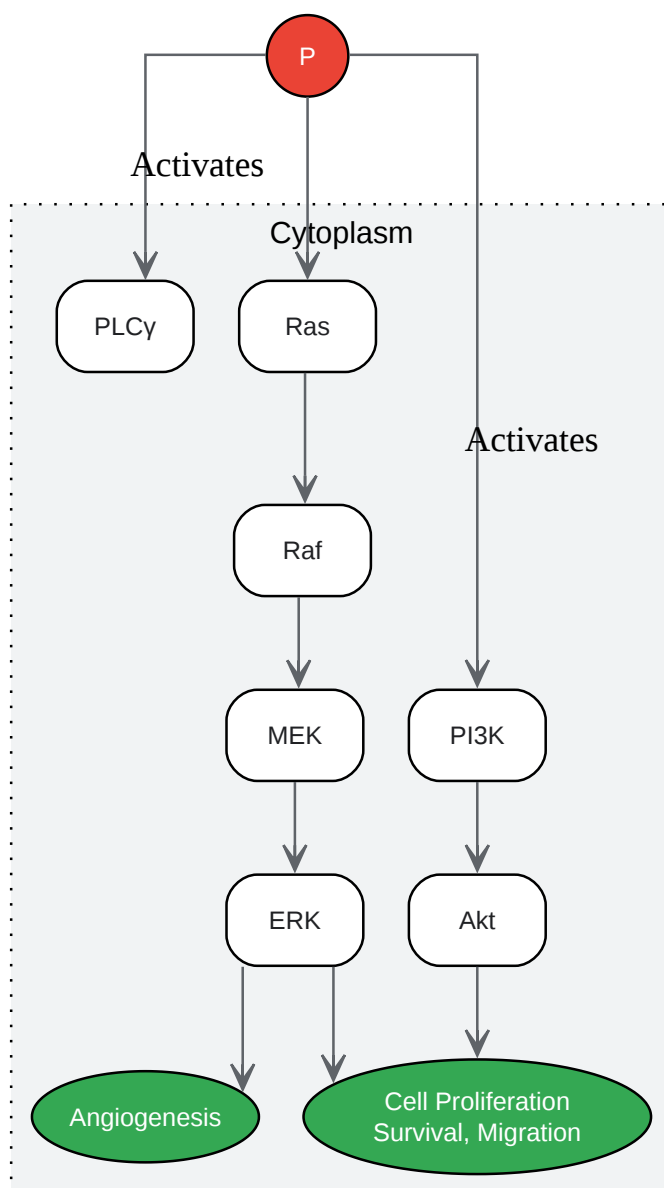 P
Activates
Cytoplasm
PLCγ
Ras
Activates
Raf
MEK
PI3K
ERK
Akt
Angiogenesis
Cell Proliferation
Survival, Migration